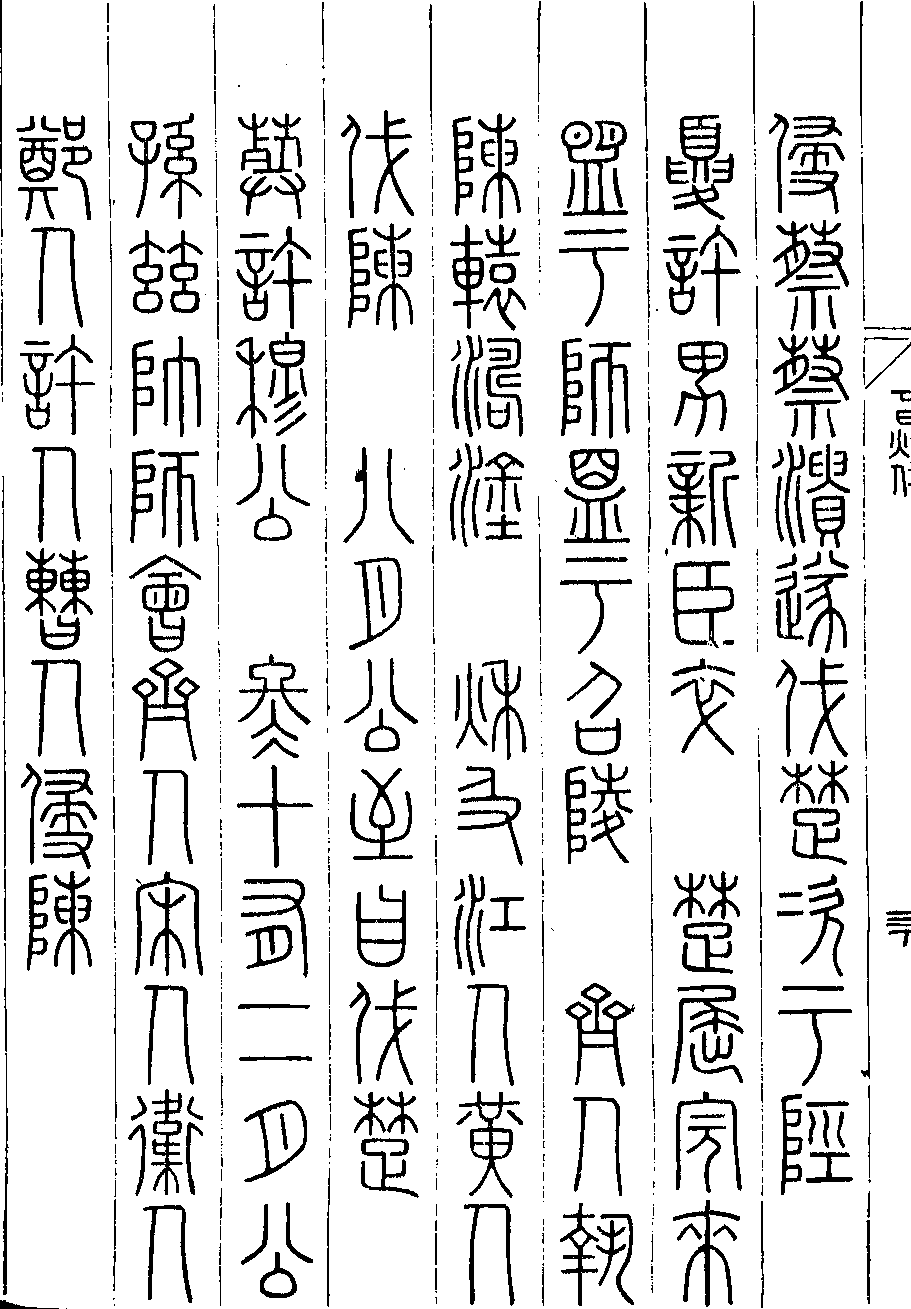 侵蔡蔡潰遂伐楚次于陘
夏許男新臣卒　楚屈完來
盟于師盟于召陵　齊人執
陳轅濤塗　秋及江人黃人
伐陳　八月公至自伐楚
葬許穆公　冬十有二月公
孫茲帥師會齊人宋人衛人
鄭人許人曹人侵陳